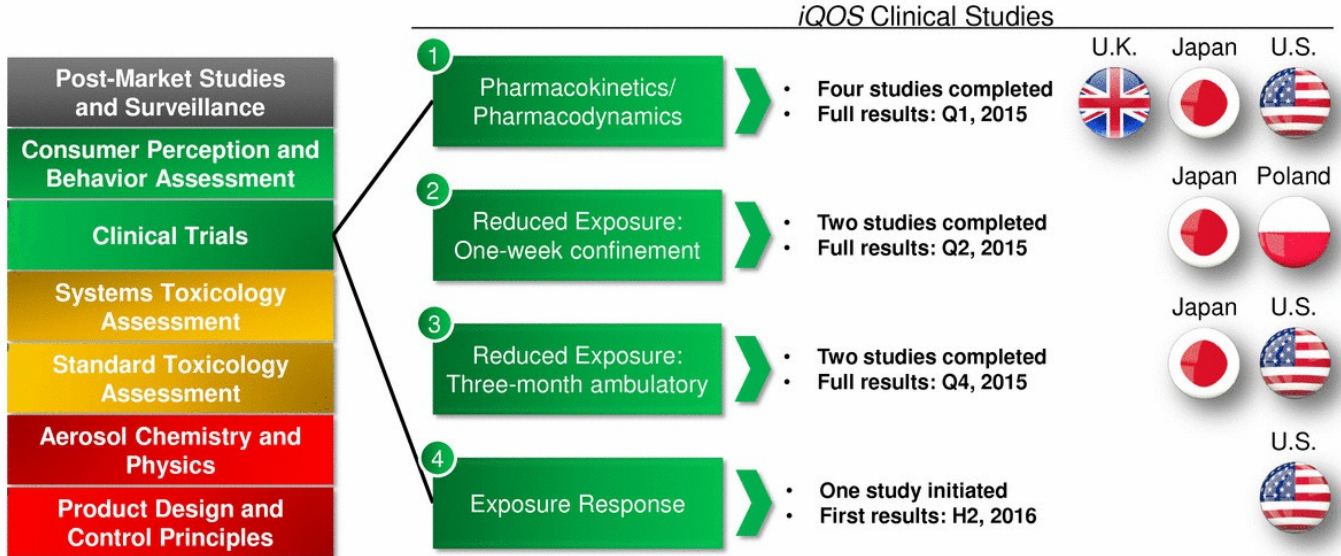 iQOS Clinical Studies
Post-Market Studies
and Surveillance
Consumer Perception and
Behavior Assessment
Clinical Trials
Systems Toxicology
Assessment
Standard Toxicology
Assessment
Aerosol Chemistry and
Physics
Product Design and
Control Principles
1
Pharmacokinetics/
Pharmacodynamics
• Four studies completed
• Full results: Q1, 2015
U.K. Japan U.S.
2
Reduced Exposure:
One-week confinement
• Two studies completed
• Full results: Q2, 2015
Japan Poland
3
Reduced Exposure:
Three-month ambulatory
• Two studies completed
• Full results: Q4, 2015
Japan U.S.
4
Exposure Response
• One study initiated
• First results: H2, 2016
U.S.